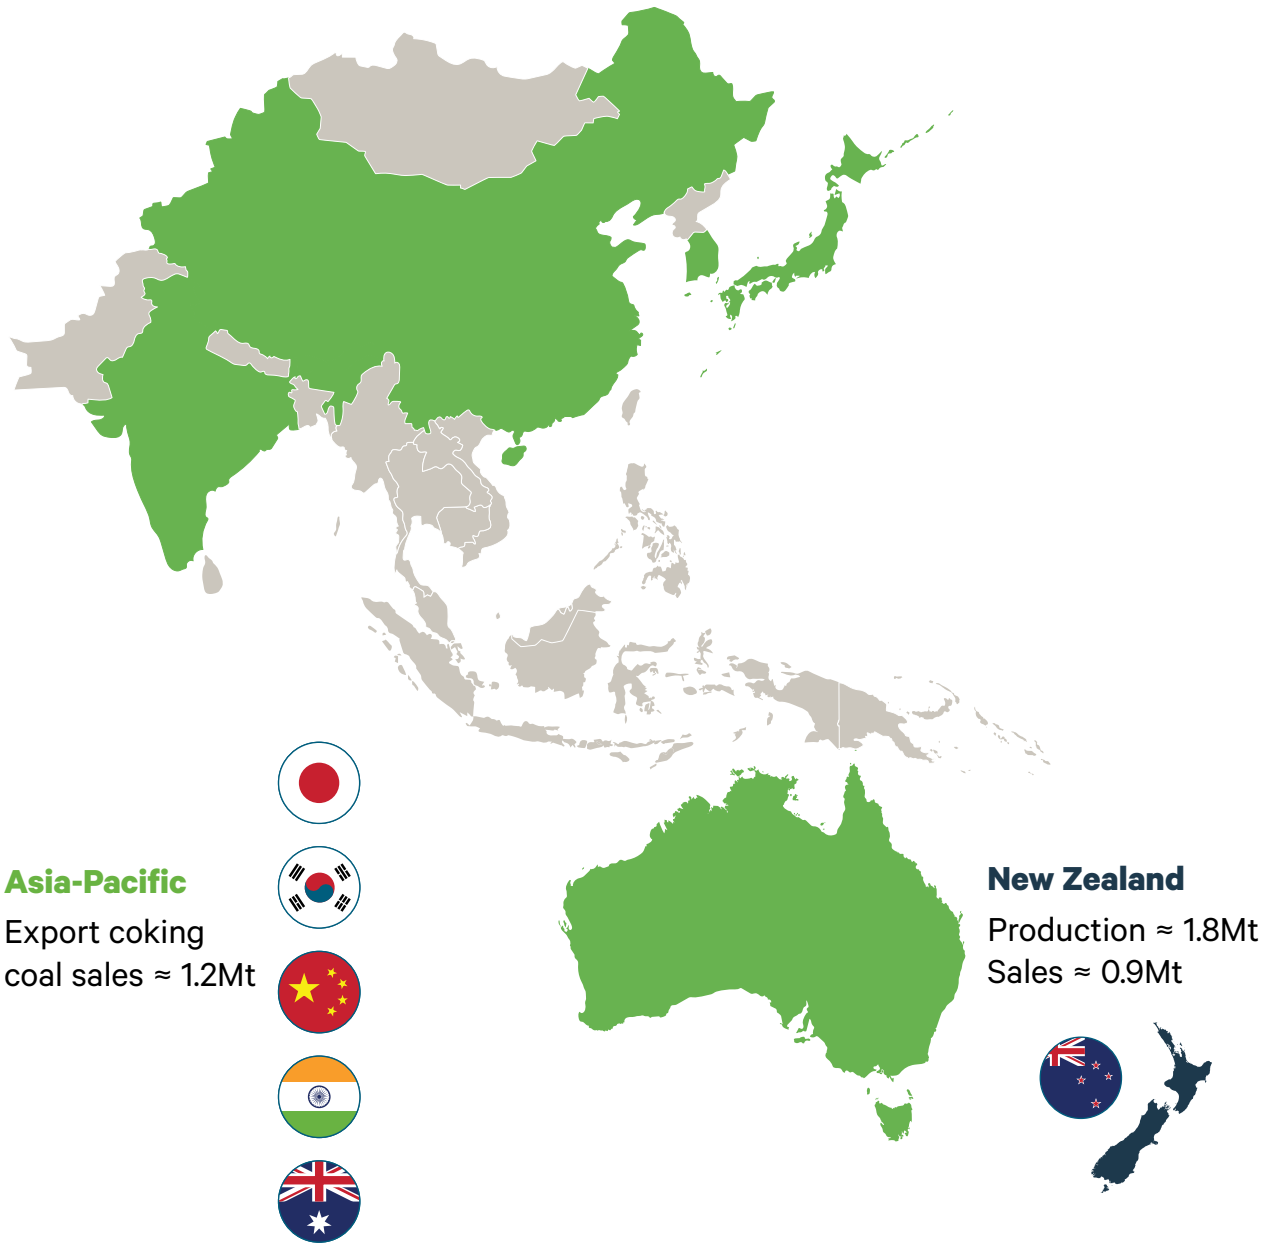 Asia-Pacific
Export coking
coal sales ≈ 1.2Mt
New Zealand
Production ≈ 1.8Mt
Sales ≈ 0.9Mt